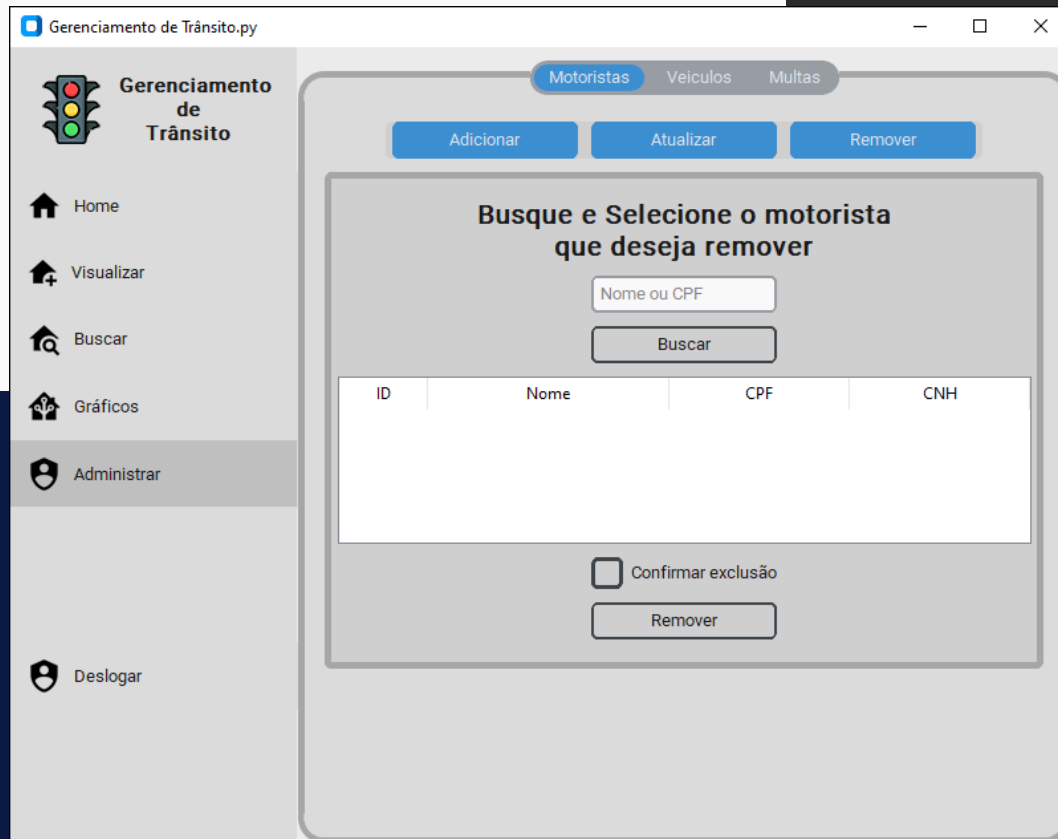 Gerenciamento de Trânsito.py
Gerenciamento
de
Trânsito
Home
Visualizar
Buscar
Gráficos
Administrar
Deslogar
Motoristas Veiculos Multas
Adicionar Atualizar Remover
Busque e Selecione o motorista
que deseja remover
Nome ou CPF
Buscar
ID Nome CPF CNH
Confirmar exclusão
Remover